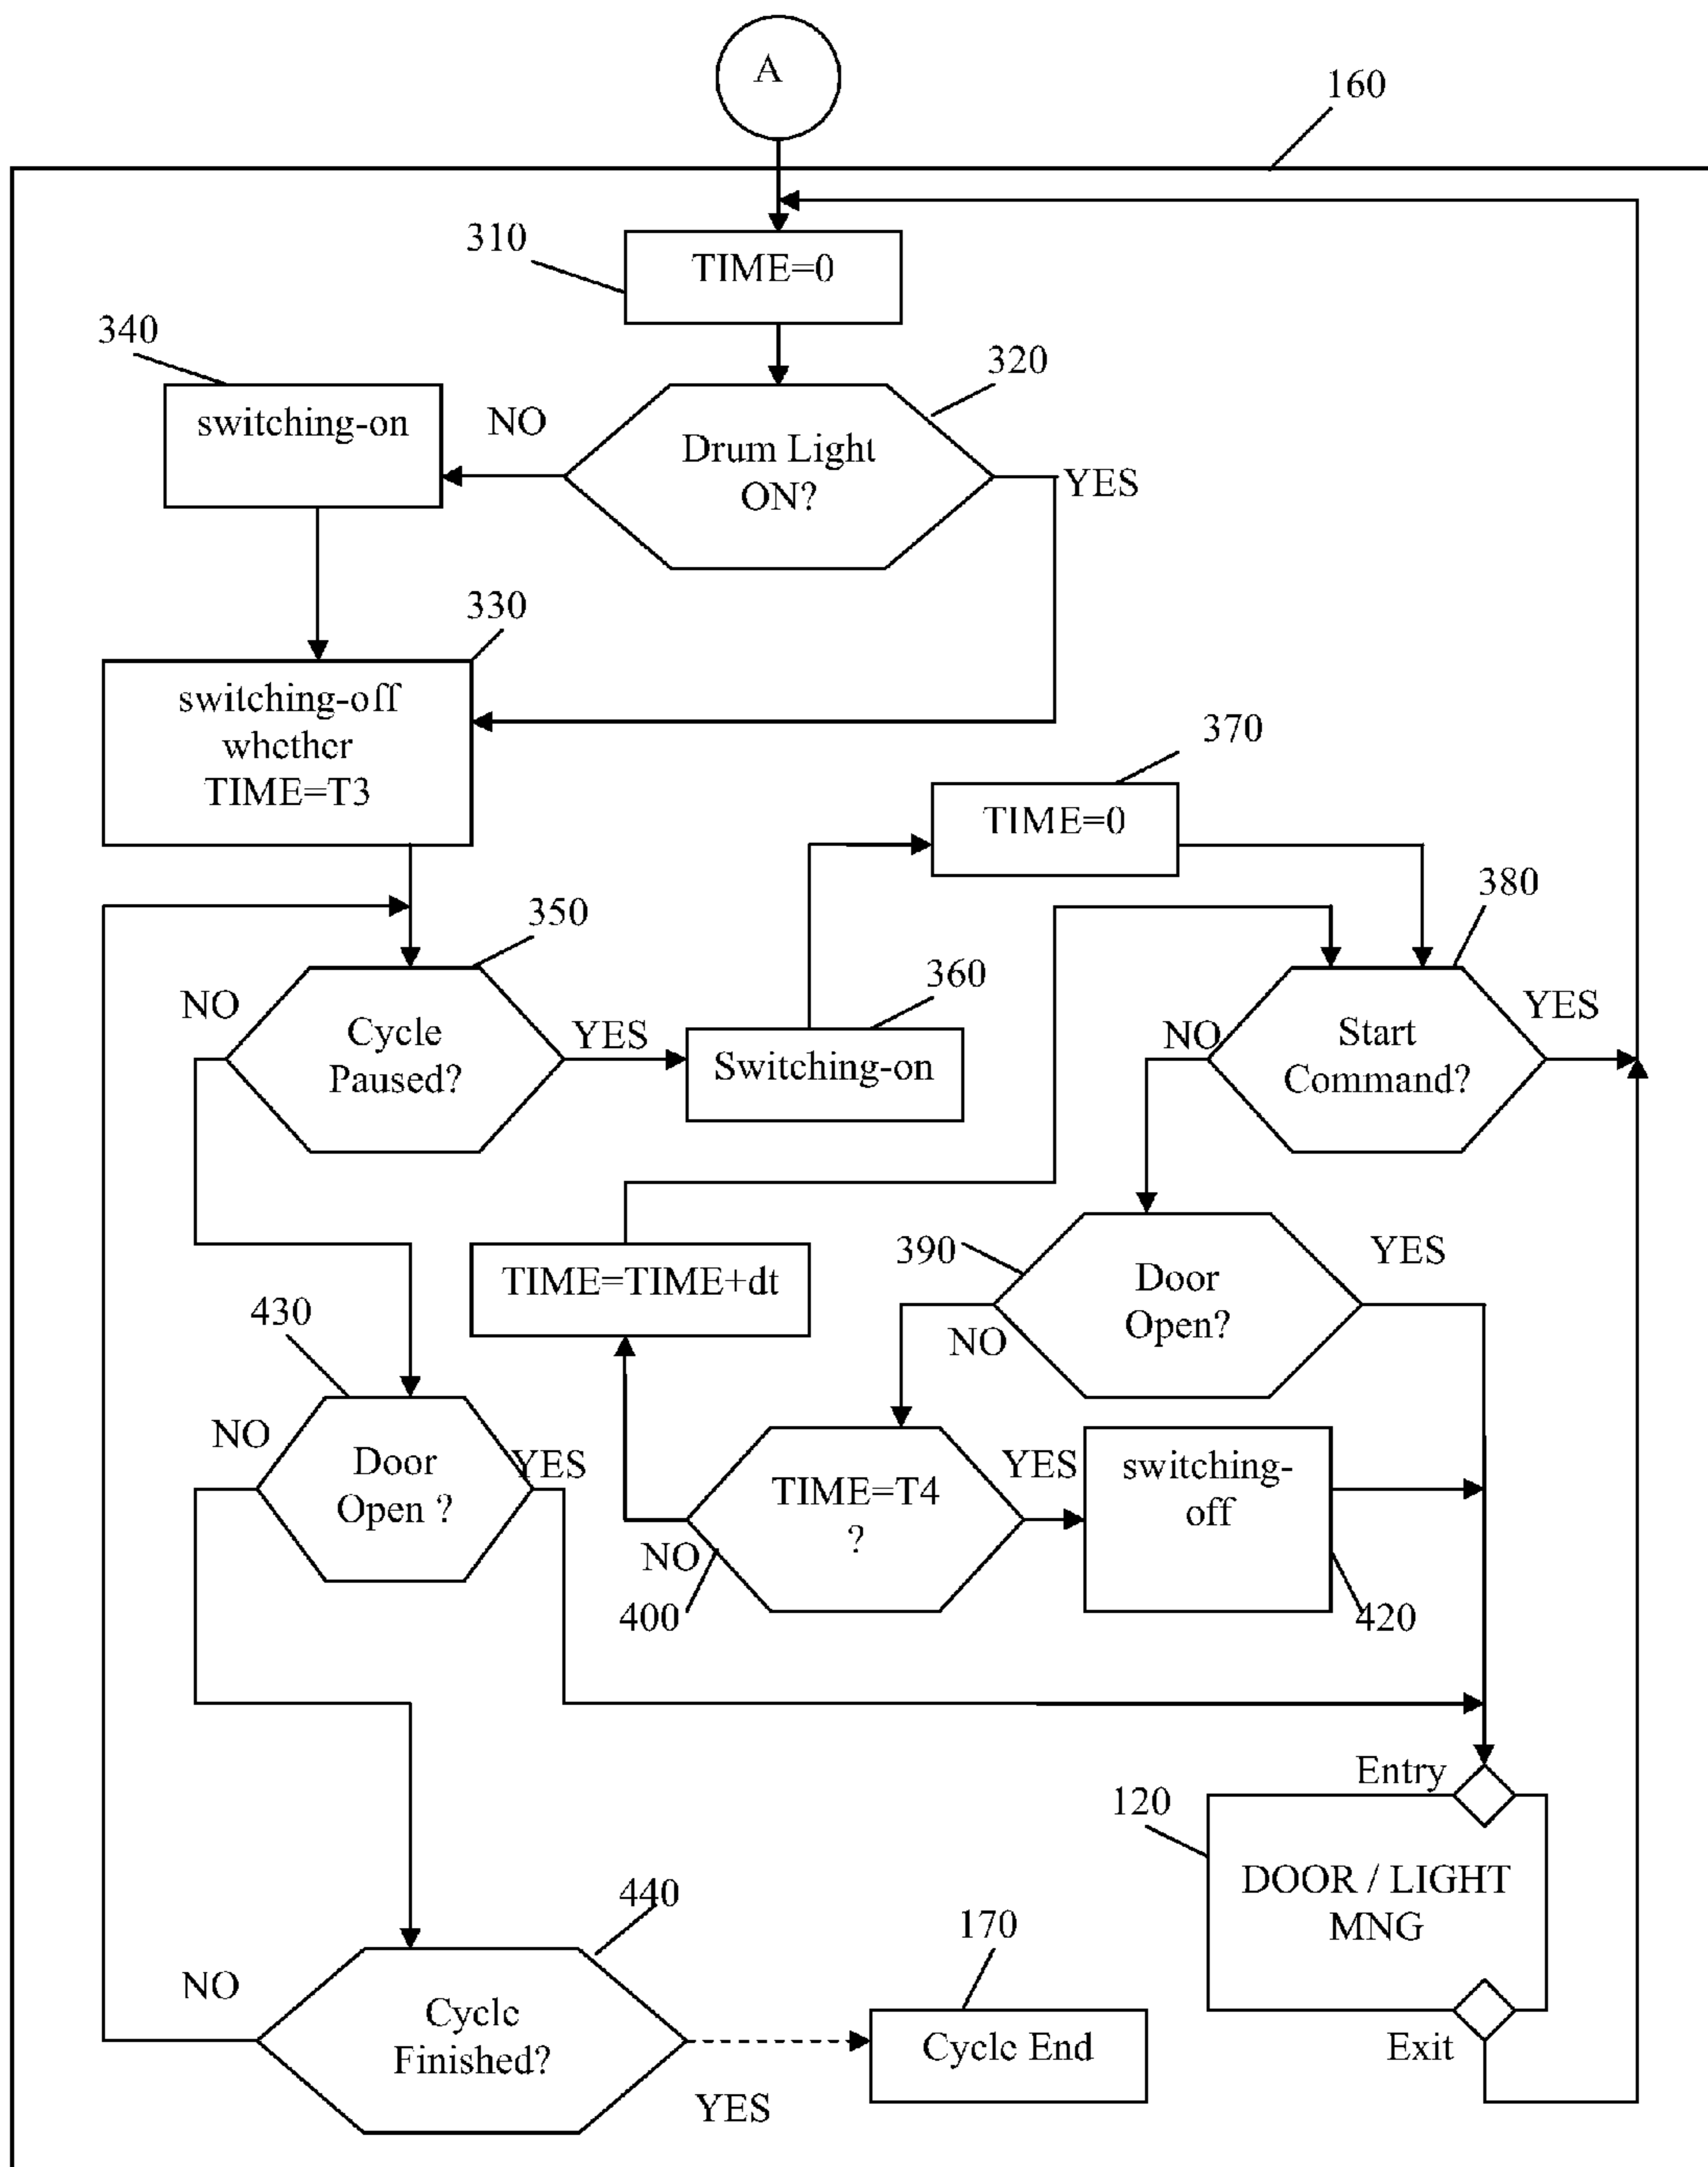 A
160
310
TIME=0
340
320
switching-on
NO
Drum Light
ON?
YES
330
switching-off
whether
TIME=T3
370
TIME=0
380
350
360
NO
Cycle
Paused?
YES
Switching-on
NO
Start
Command?
YES
390
Door
Open?
YES
NO
TIME=TIME+dt
430
NO
Door
Open ?
YES
TIME=T4
?
YES
NO
400
switching-
off
420
Entry
120
DOOR / LIGHT
MNG
Exit
440
170
NO
Cycle
Finished?
YES
Cycle End